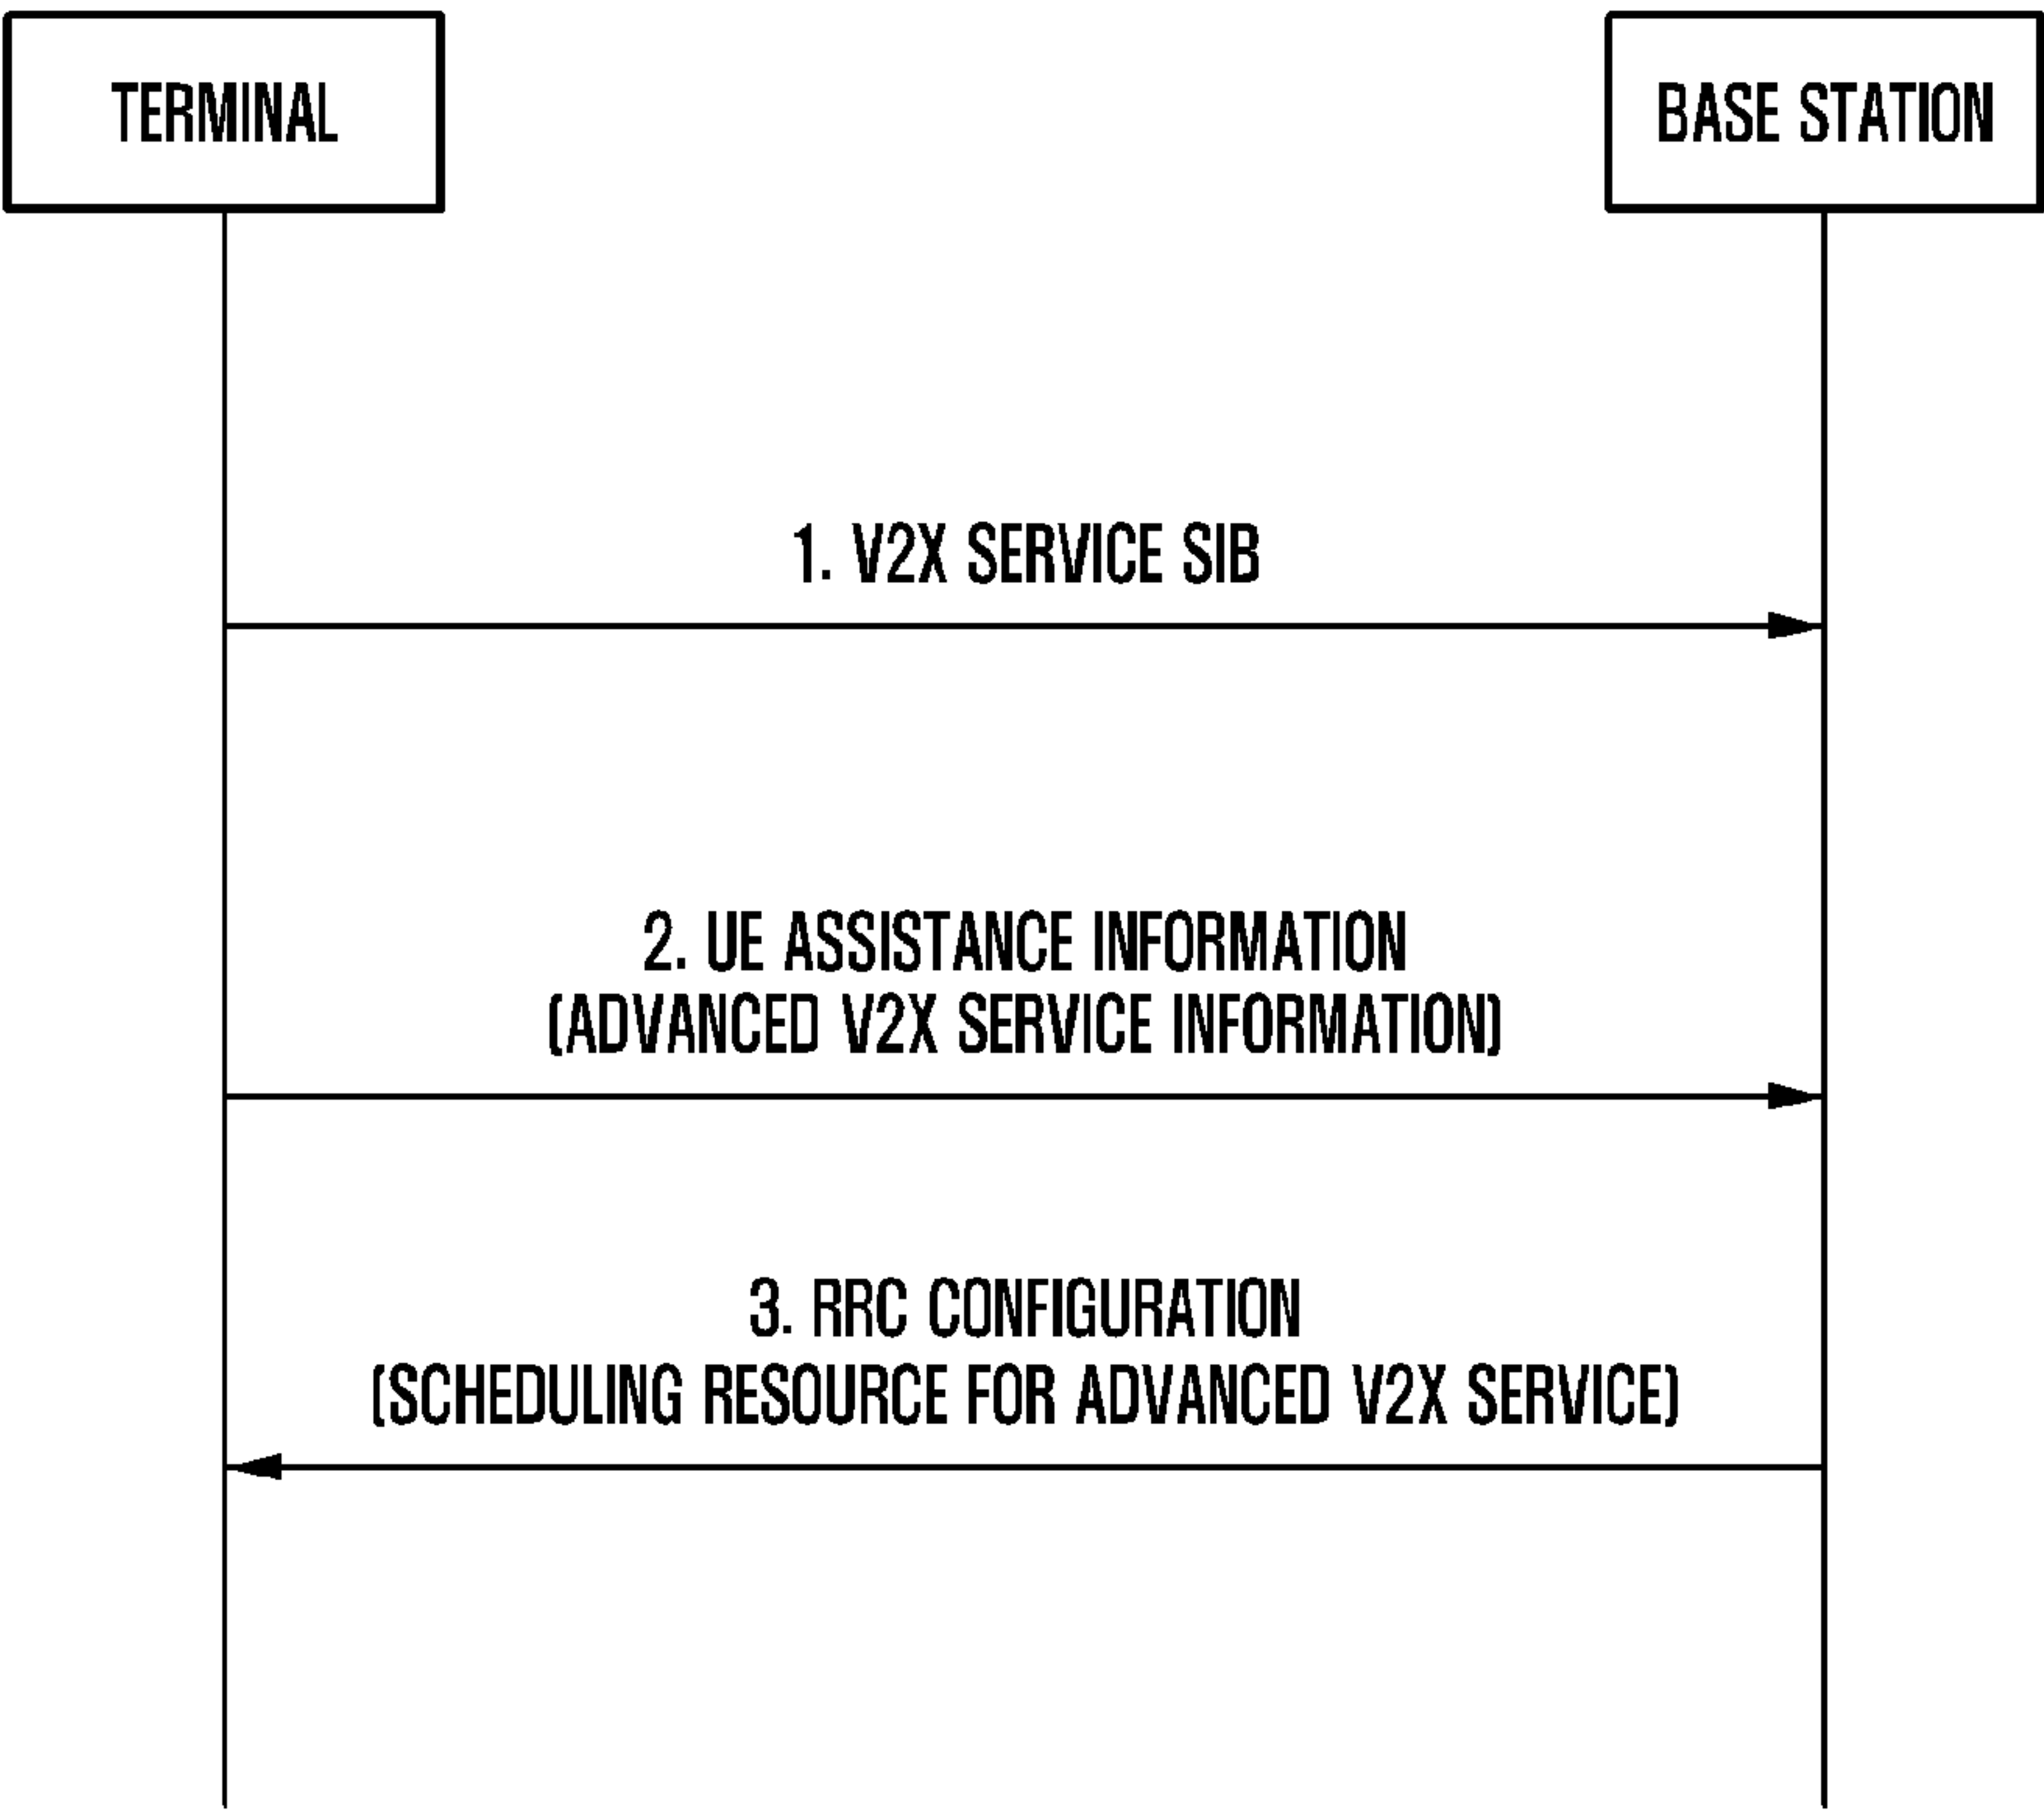 TERMINAL
BASE STATION
1. V2X SERVICE SIB
2. UE ASSISTANCE INFORMATION
(ADVANCED V2X SERVICE INFORMATION)
3. RRC CONFIGURATION
(SCHEDULING RESOURCE FOR ADVANCED V2X SERVICE)